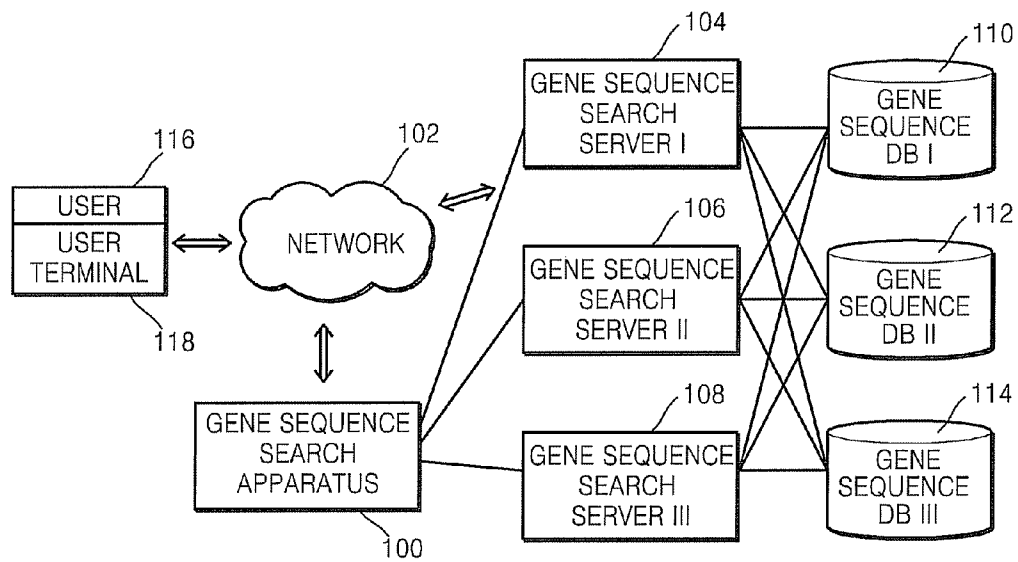 104
GENE SEQUENCE
SEARCH
SERVER I
110
GENE
SEQUENCE
DB I
116
USER
USER
TERMINAL
118
102
NETWORK
106
GENE SEQUENCE
SEARCH
SERVER II
112
GENE
SEQUENCE
DB II
GENE SEQUENCE
SEARCH
APPARATUS
100
108
GENE SEQUENCE
SEARCH
SERVER III
114
GENE
SEQUENCE
DB III